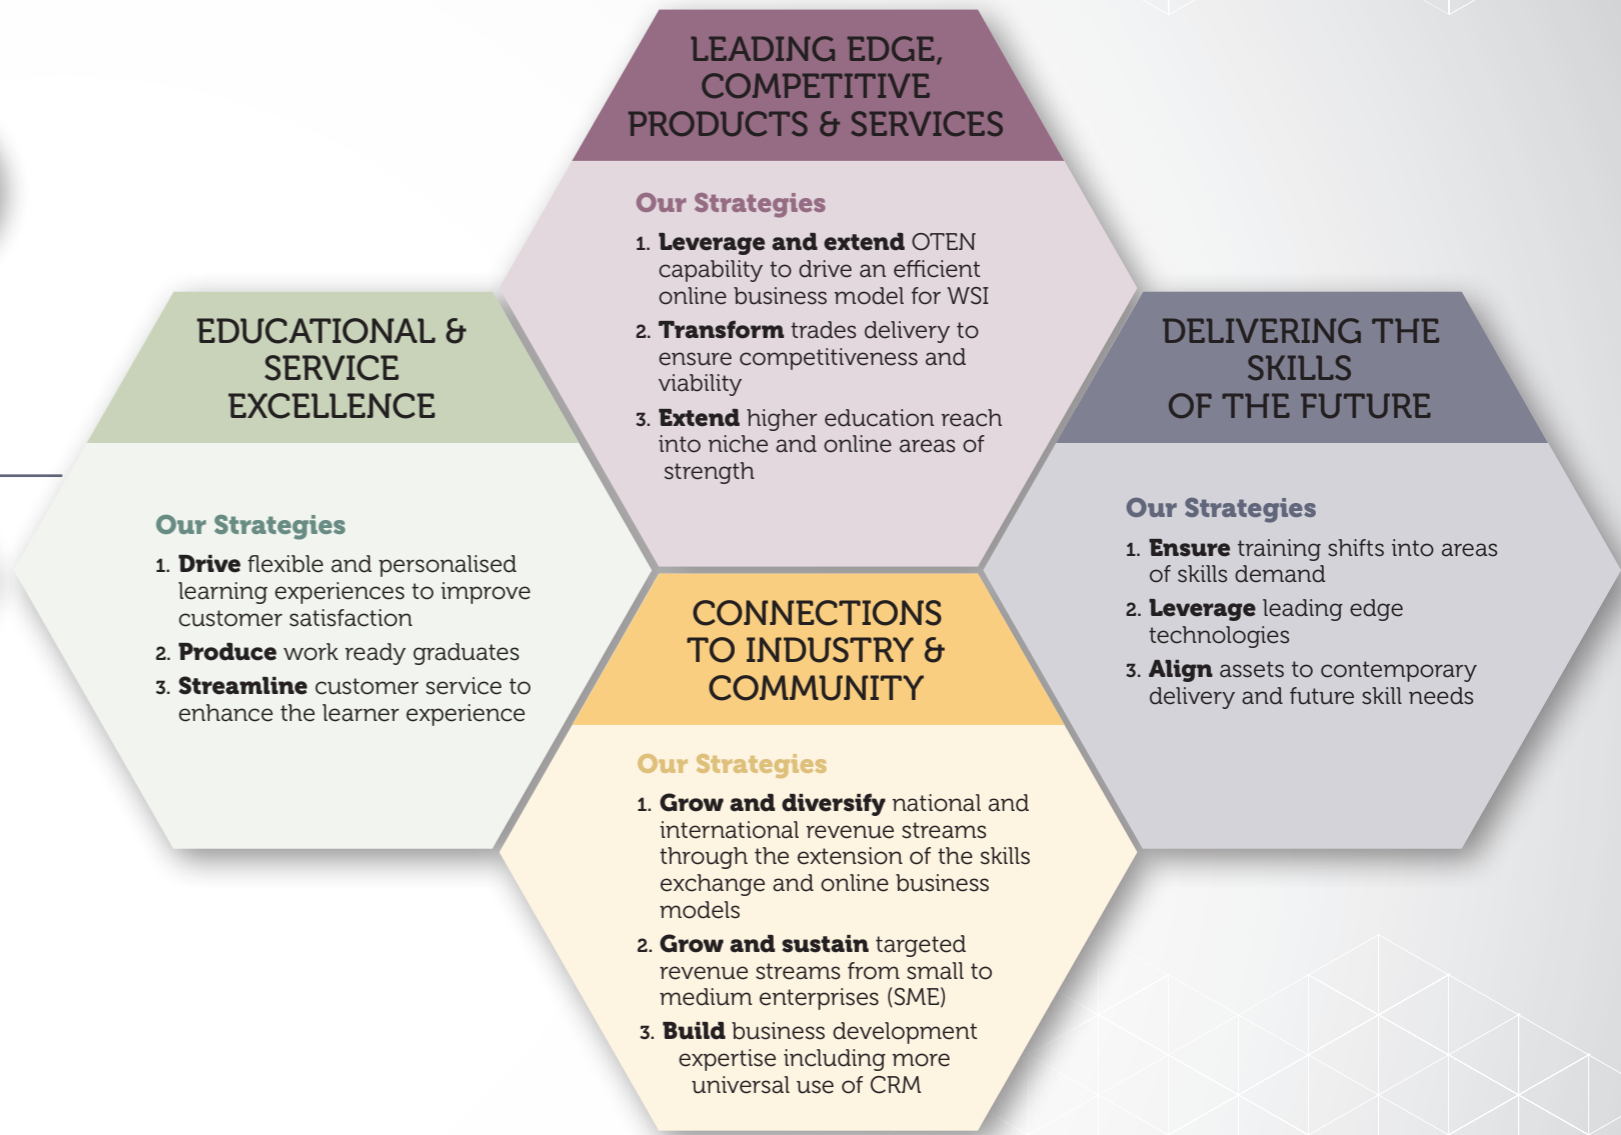 LEADING EDGE,
COMPETITIVE
PRODUCTS & SERVICES
Our Strategies
1. Leverage and extend OTEN
capability to drive an efficient
online business model for WSI
2. Transform trades delivery to
ensure competitiveness and
viability
3. Extend higher education reach
into niche and online areas of
strength
EDUCATIONAL &
SERVICE
EXCELLENCE
Our Strategies
1. Drive flexible and personalised
learning experiences to improve
customer satisfaction
2. Produce work ready graduates
3. Streamline customer service to
enhance the learner experience
CONNECTIONS
TO INDUSTRY &
COMMUNITY
Our Strategies
1. Grow and diversify national and
international revenue streams
through the extension of the skills
exchange and online business
models
2. Grow and sustain targeted
revenue streams from small to
medium enterprises (SME)
3. Build business development
expertise including more
universal use of CRM
DELIVERING THE
SKILLS
OF THE FUTURE
Our Strategies
1. Ensure training shifts into areas
of skills demand
2. Leverage leading edge
technologies
3. Align assets to contemporary
delivery and future skill needs